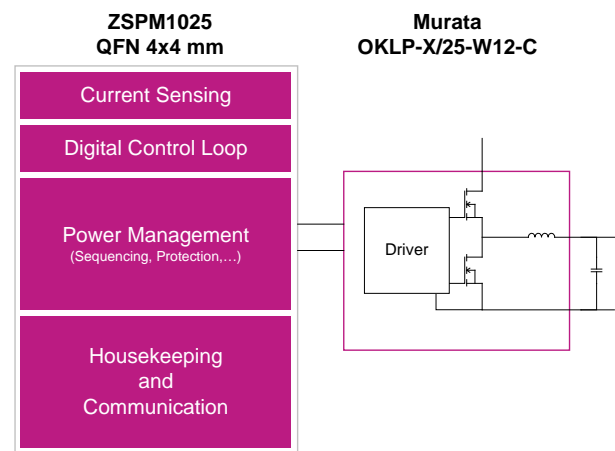 ZSPM1025
QFN 4x4 mm
Murata
OKLP-X/25-W12-C
Current Sensing
Digital Control Loop
Power Management
(Sequencing, Protection,…)
Driver
Housekeeping
and
Communication